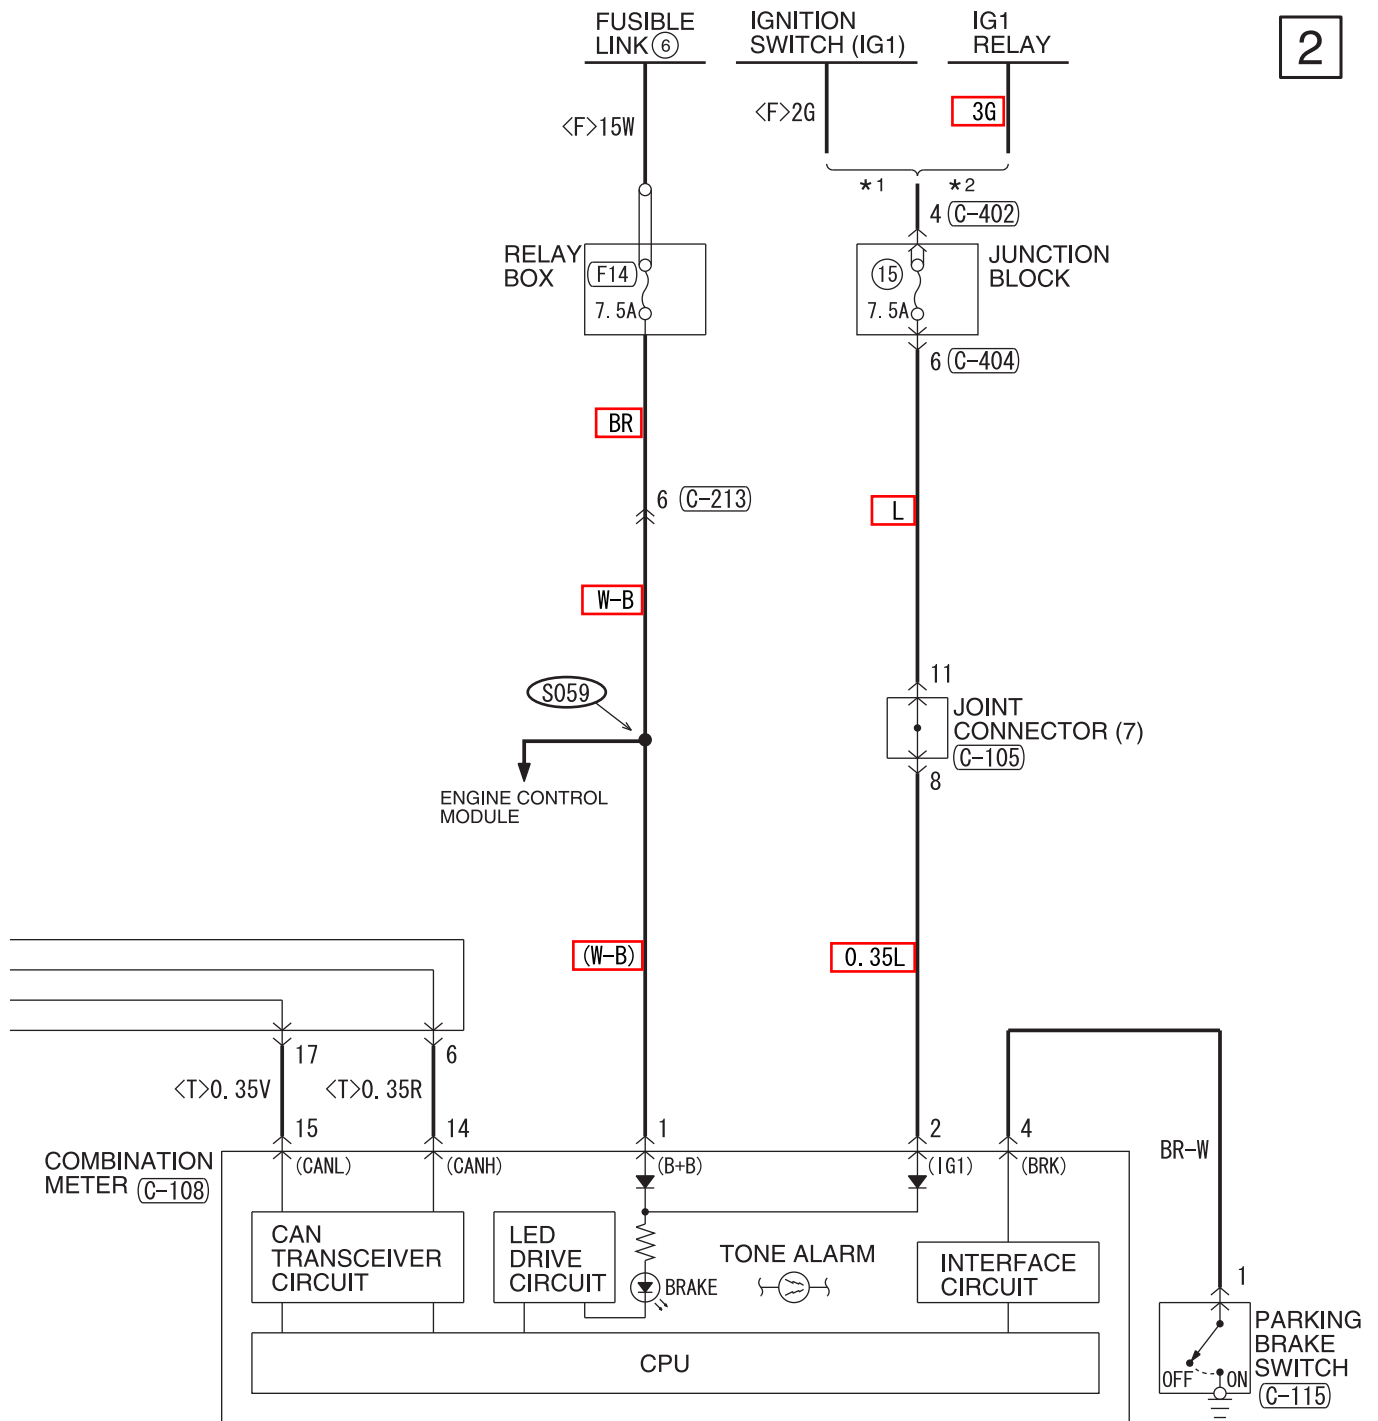 FUSIBLE
LINK 6
IGNITION
SWITCH (IG1)
IG1
RELAY
2
<F>15W
<F>2G
3G
*1
*2
4 C-402
RELAY
BOX
F14
7.5A
15
7.5A
JUNCTION
BLOCK
6 C-404
BR
6 C-213
L
W-B
S059
11
JOINT
CONNECTOR (7)
C-105
8
ENGINE CONTROL
MODULE
(W-B)
0.35L
17
6
<T>0.35V
<T>0.35R
15
14
1
2
4
BR-W
COMBINATION
METER C-108
(CANL)
(CANH)
(B+B)
(IG1)
(BRK)
CAN
TRANSCEIVER
CIRCUIT
LED
DRIVE
CIRCUIT
BRAKE
TONE ALARM
INTERFACE
CIRCUIT
1
PARKING
BRAKE
SWITCH
C-115
OFF
ON
CPU